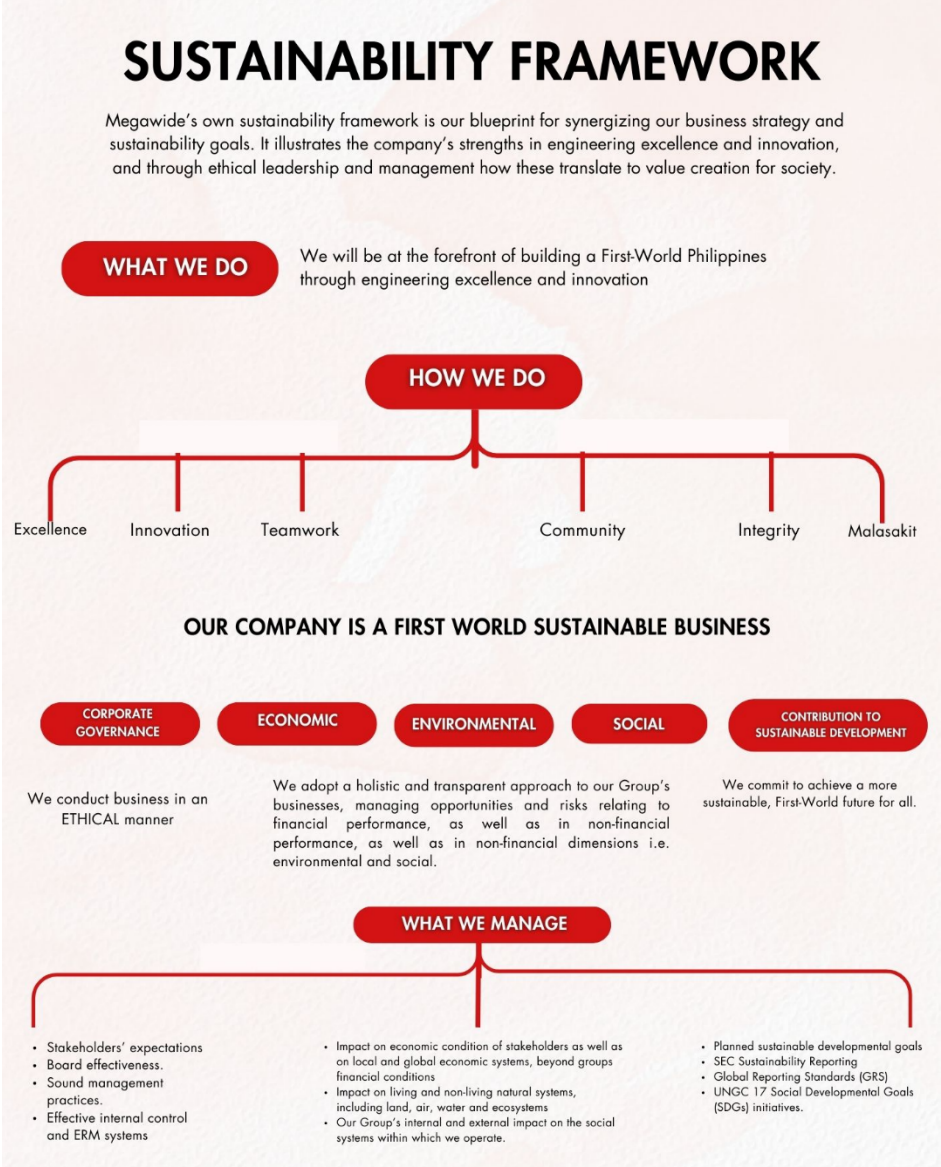 SUSTAINABILITY FRAMEWORK
Megawide's own sustainability framework is our blueprint for synergizing our business strategy and
sustainability goals. It illustrates the company's strengths in engineering excellence and innovation,
and through ethical leadership and management how these translate to value creation for society.
WHAT WE DO
We will be at the forefront of building a First-World Philippines
through engineering excellence and innovation
HOW WE DO
Excellence
Innovation
Teamwork
Community
Integrity
Malasakit
OUR COMPANY IS A FIRST WORLD SUSTAINABLE BUSINESS
CORPORATE
GOVERNANCE
ECONOMIC
ENVIRONMENTAL
SOCIAL
CONTRIBUTION TO
SUSTAINABLE DEVELOPMENT
We conduct business in an
ETHICAL manner
We adopt a holistic and transparent approach to our Group's
businesses, managing opportunities and risks relating to
financial performance, as well as in non-financial
performance, as well as in non-financial dimensions i.e.
environmental and social.
We commit to achieve a more
sustainable, First-World future for all.
WHAT WE MANAGE
• Stakeholders' expectations
• Board effectiveness.
• Sound management
practices.
• Effective internal control
and ERM systems
• Impact on economic condition of stakeholders as well as
on local and global economic systems, beyond groups
financial conditions
• Impact on living and non-living natural systems,
including land, air, water and ecosystems
• Our Group's internal and external impact on the social
systems within which we operate.
• Planned sustainable developmental goals
• SEC Sustainability Reporting
• Global Reporting Standards (GRS)
• UNGC 17 Social Developmental Goals
(SDGs) initiatives.